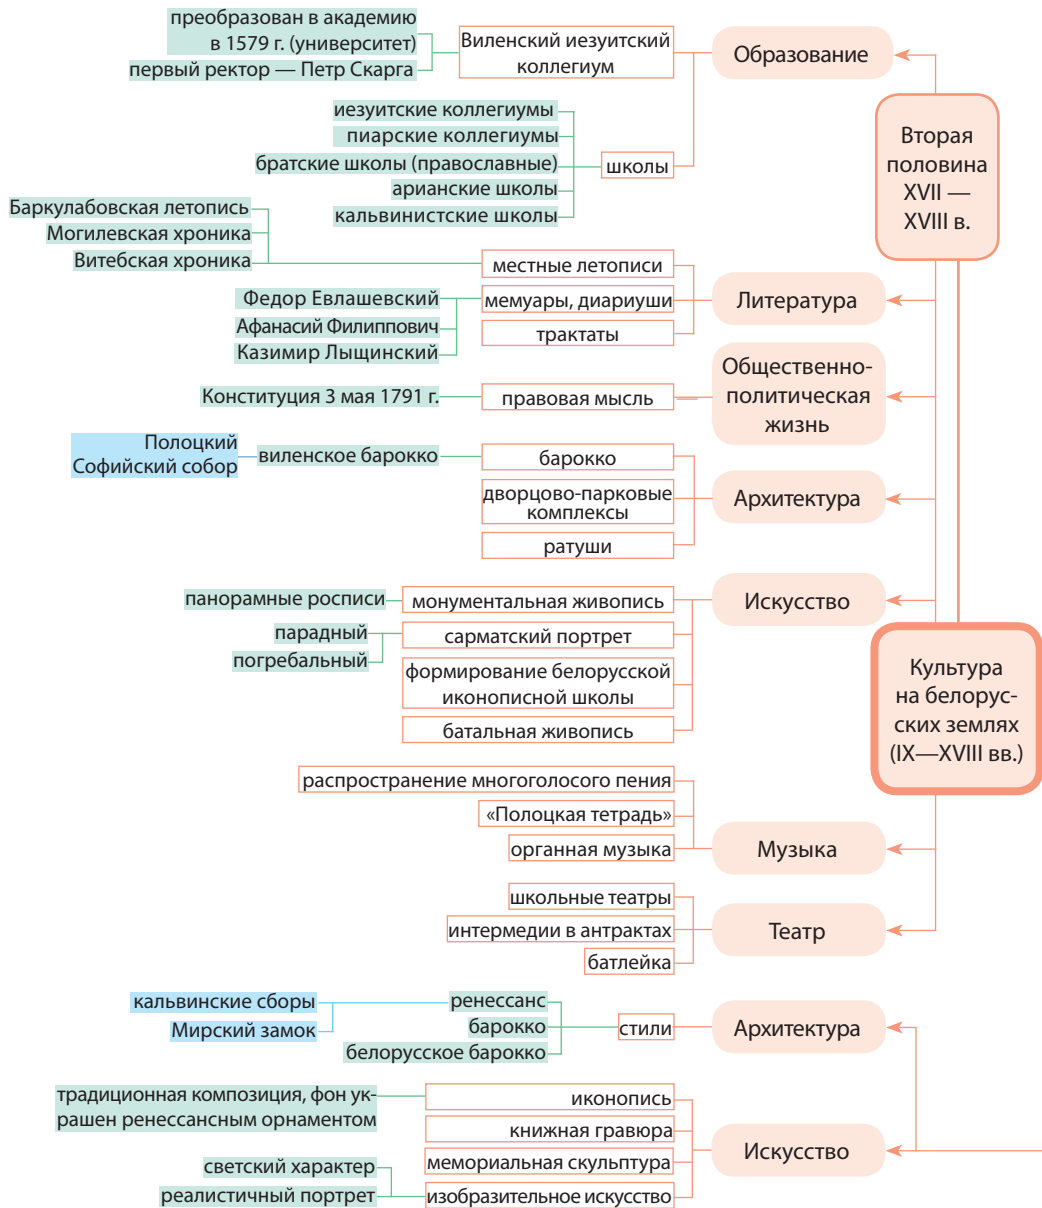 преобразован в академию
в 1579 г. (университет)
первый ректор — Петр Скарга
Виленский иезуитский
коллегиум
Образование
иезуитские коллегиумы
пиарские коллегиумы
братские школы (православные)
арианские школы
кальвинистские школы
школы
Вторая
половина
XVII —
XVIII в.
Баркулабовская летопись
Могилевская хроника
Витебская хроника
местные летописи
Федор Евлашевский
Афанасий Филиппович
Казимир Лыщинский
мемуары, диариуши
трактаты
Литература
Конституция 3 мая 1791 г.
правовая мысль
Общественно-
политическая
жизнь
Полоцкий
Софийский собор
виленское барокко
барокко
дворцово-парковые
комплексы
ратуши
Архитектура
панорамные росписи
монументальная живопись
парадный
погребальный
сарматский портрет
формирование белорусской
иконописной школы
батальная живопись
Искусство
Культура
на белорус-
ских землях
(IX—XVIII вв.)
распространение многоголосого пения
«Полоцкая тетрадь»
органная музыка
Музыка
школьные театры
интермедии в антрактах
батлейка
Театр
кальвинские сборы
Мирский замок
ренессанс
барокко
белорусское барокко
стили
Архитектура
традиционная композиция, фон ук-
рашен ренессансным орнаментом
иконопись
книжная гравюра
мемориальная скульптура
светский характер
реалистичный портрет
изобразительное искусство
Искусство